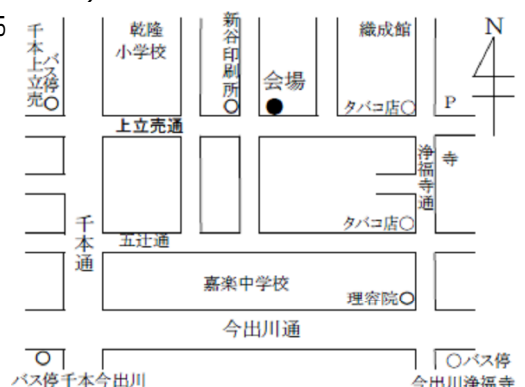 5
千本上立売
バス停
乾隆
小学校
新谷印刷所
会場
織成館
タバコ店
P
N
上立売通
浄福寺通
寺
千本通
五辻通
タバコ店
嘉楽中学校
理容院
今出川通
バス停千本今出川
バス停
今出川浄福寺